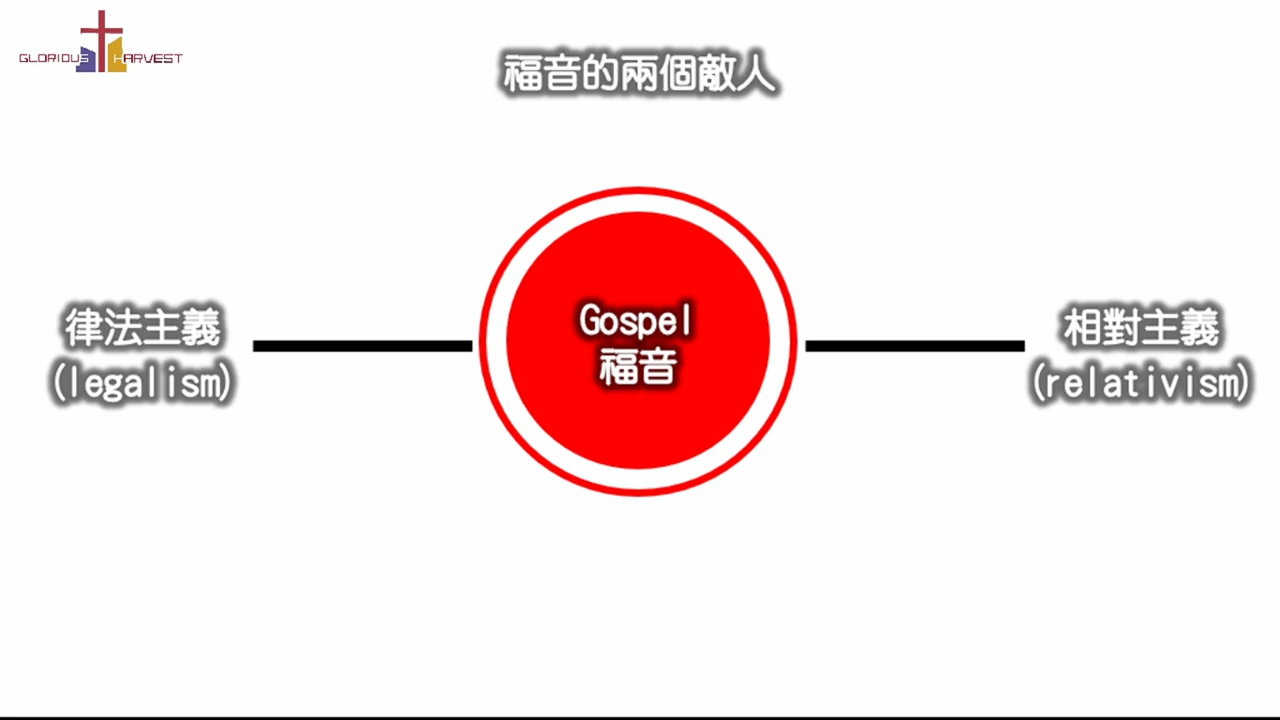 GLORIOUS HARVEST
福音的兩個敵人
律法主義
(legalism)
Gospel
福音
相對主義
(relativism)